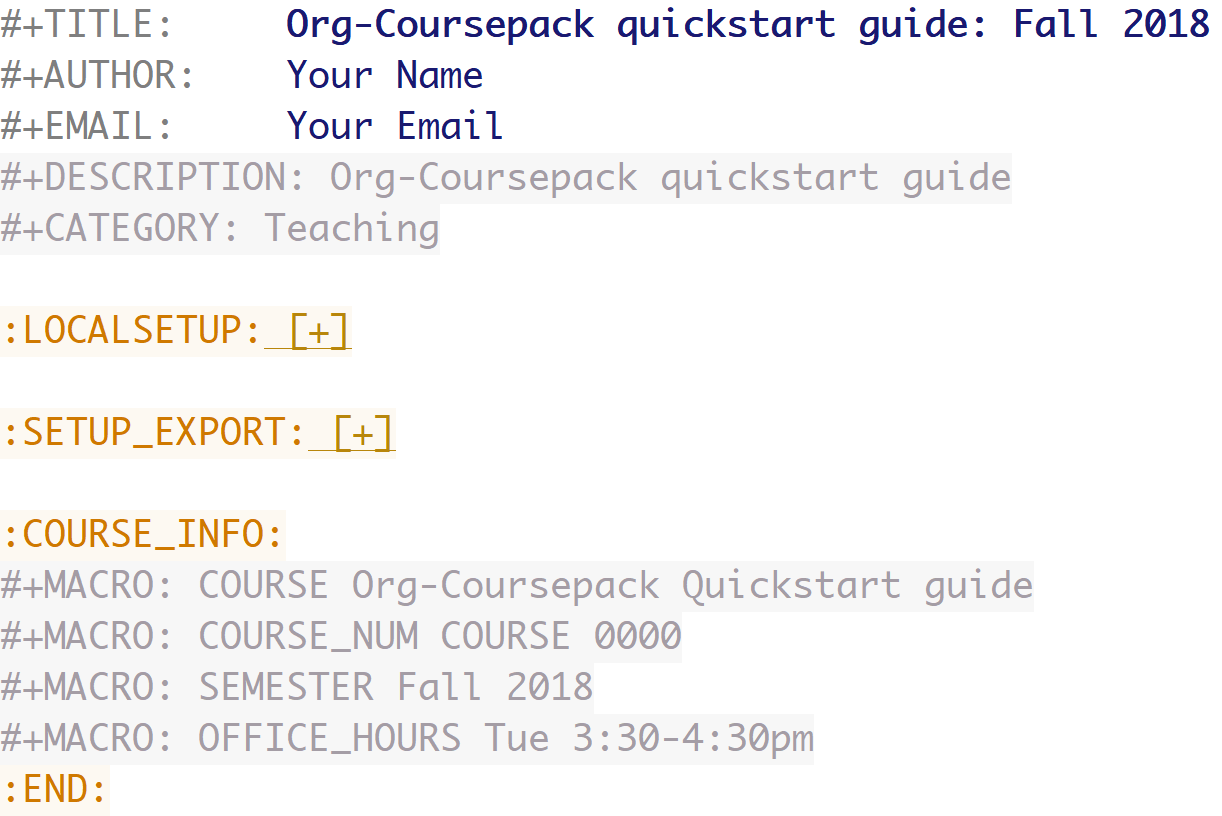 #+TITLE:     Org-Coursepack quickstart guide: Fall 2018
#+AUTHOR:    Your Name
#+EMAIL:     Your Email
#+DESCRIPTION: Org-Coursepack quickstart guide
#+CATEGORY: Teaching
:LOCALSETUP: [+]
:SETUP_EXPORT: [+]
:COURSE_INFO:
#+MACRO: COURSE Org-Coursepack Quickstart guide
#+MACRO: COURSE_NUM COURSE 0000
#+MACRO: SEMESTER Fall 2018
#+MACRO: OFFICE_HOURS Tue 3:30-4:30pm
:END: